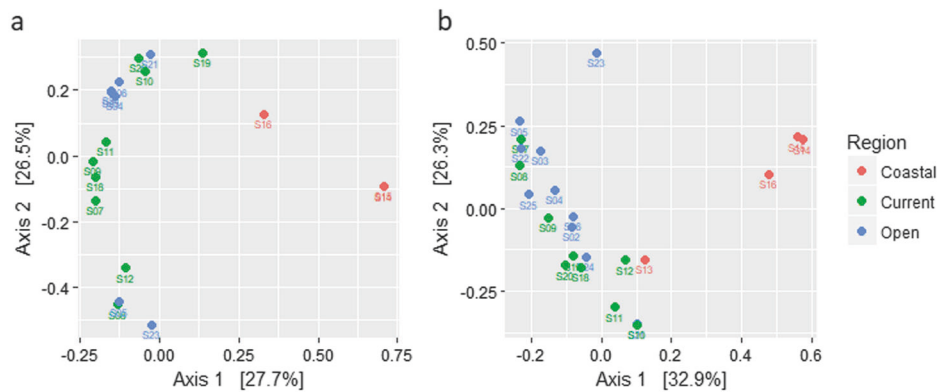 a
b
Axis 2 [26.5%]
0.2
0.0
-0.2
-0.4
-0.25
0.00
0.25
0.50
0.75
Axis 1 [27.7%]
S21
S19
S10
S16
S11
S09
S18
S07
S12
S23
Axis 2 [26.3%]
0.50
0.25
0.00
-0.25
-0.2
0.0
0.2
0.4
0.6
Axis 1 [32.9%]
S23
S05
S22
S03
S08
S14
S16
S25
S04
S09
S02
S12
S13
S20
S18
S11
Region
Coastal
Current
Open